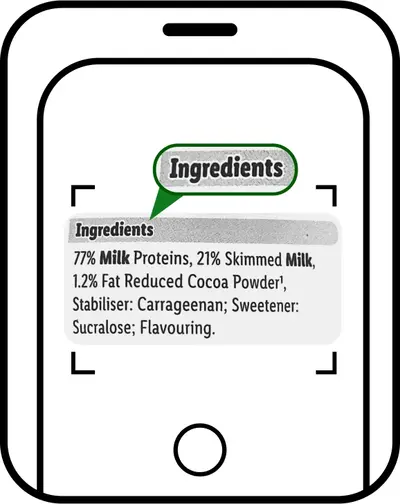 Ingredients
Ingredients
77% Milk Proteins, 21% Skimmed Milk,
1.2% Fat Reduced Cocoa Powder¹,
Stabiliser: Carrageenan; Sweetener:
Sucralose; Flavouring.